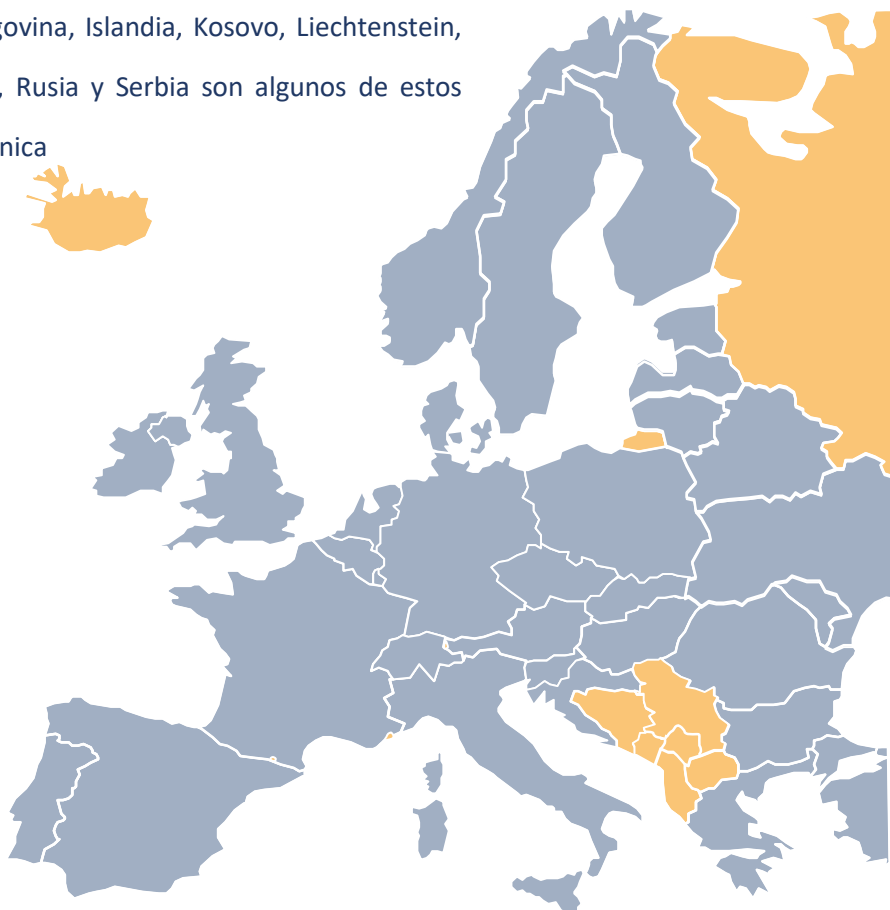 govina, Islandia, Kosovo, Liechtenstein,
, Rusia y Serbia son algunos de estos
nica